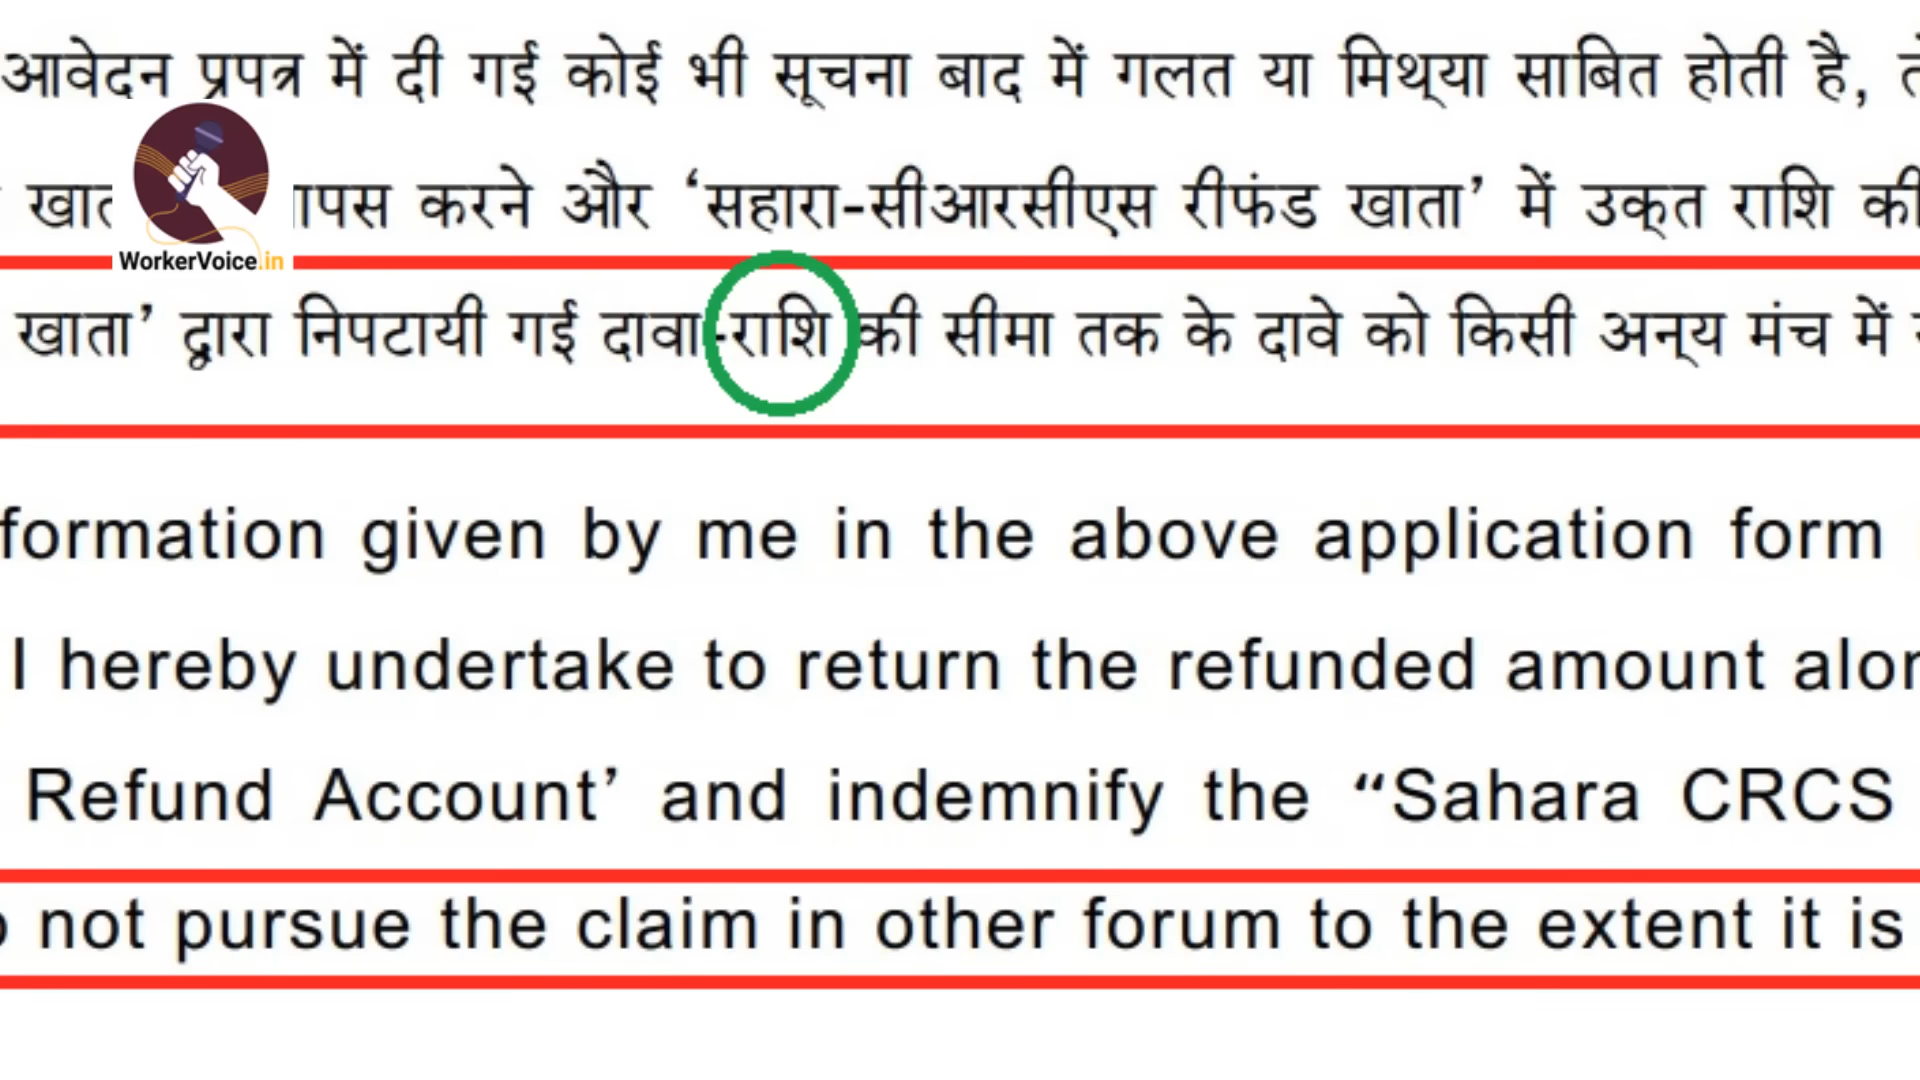 आवेदन प्रपत्र में दी गई कोई भी सूचना बाद में गलत या मिथ्या साबित होती है,
करने और ‘सहारा-सीआरसीएस रीफंड खाता’ में उक्त राशि की
WorkerVoice.in
खाता’ द्वारा निपटायी गई दावा-राशि की सीमा तक के दावे को किसी अन्य मंच में
formation given by me in the above application form
I hereby undertake to return the refunded amount
Refund Account’ and indemnify the “Sahara CRCS
not pursue the claim in other forum to the extent it is